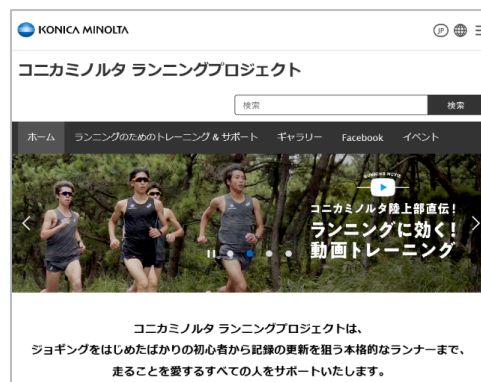 KONICA MINOLTA
JP
コニカミノルタ ランニングプロジェクト
検索 検索
ホーム ランニングのためのトレーニング & サポート ギャラリー Facebook イベント
RUNNING MOVIE
コニカミノルタ陸上部直伝!
ランニングに効く!
動画トレーニング
コニカミノルタ ランニングプロジェクトは、
ジョギングをはじめたばかりの初心者から記録の更新を狙う本格的なランナーまで、
走ることを愛するすべての人をサポートいたします。